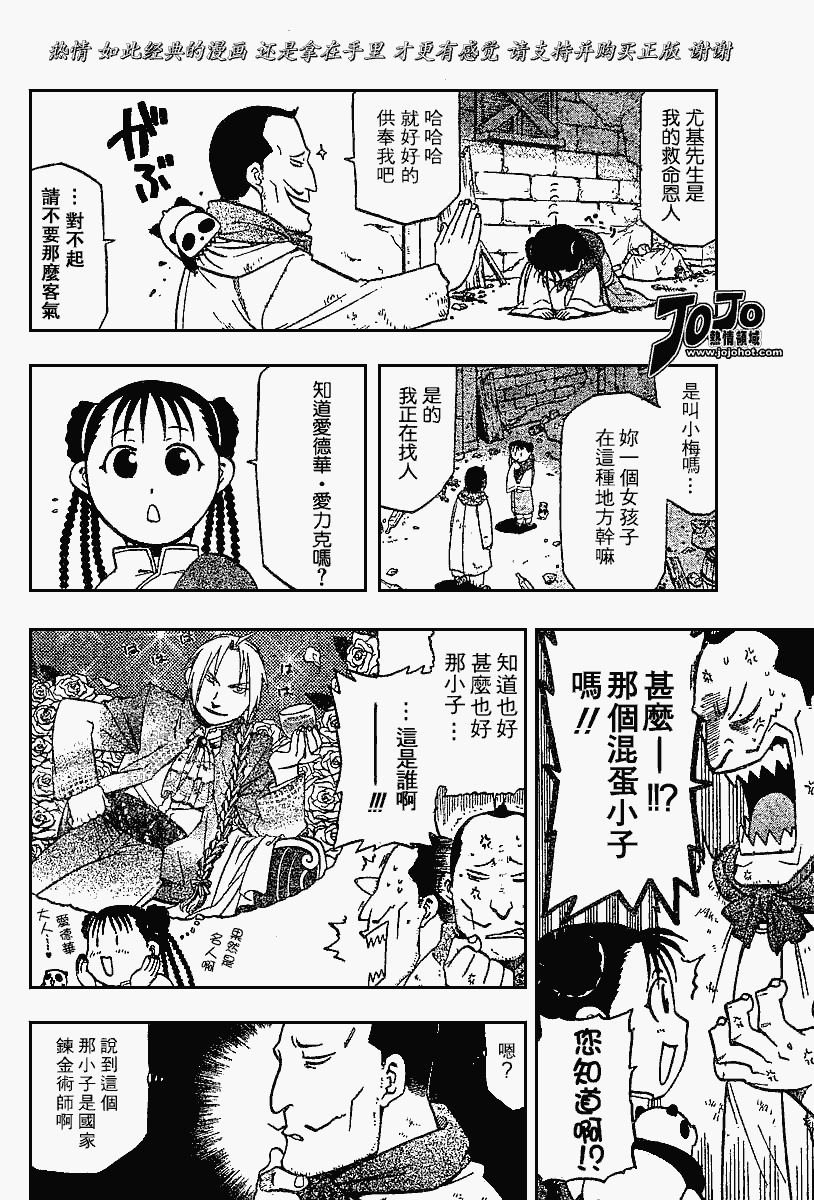 热情 如此经典的漫画 还是拿在手里 才更有感觉 请支持并购买正版 谢谢
尤基先生是
我的救命恩人
哈哈哈
就好好的
供奉我吧
がぶ
…對不起
請不要那麼客氣
JOJO
熱情領域
www.jojohot.com
是叫小梅嗎…
妳一個女孩子
在這種地方幹嘛
是的
我正在找人
知道愛德華·愛力克嗎?
甚麼—!!?
那個混蛋小子
嗎!!
您知道啊!?
知道也好
甚麼也好
那小子…
…這是誰啊
——!!!
はは
はは
果然是
名人啊
愛德華
大人…♥
嗯?
說到這個
那小子是國家
鍊金術師啊